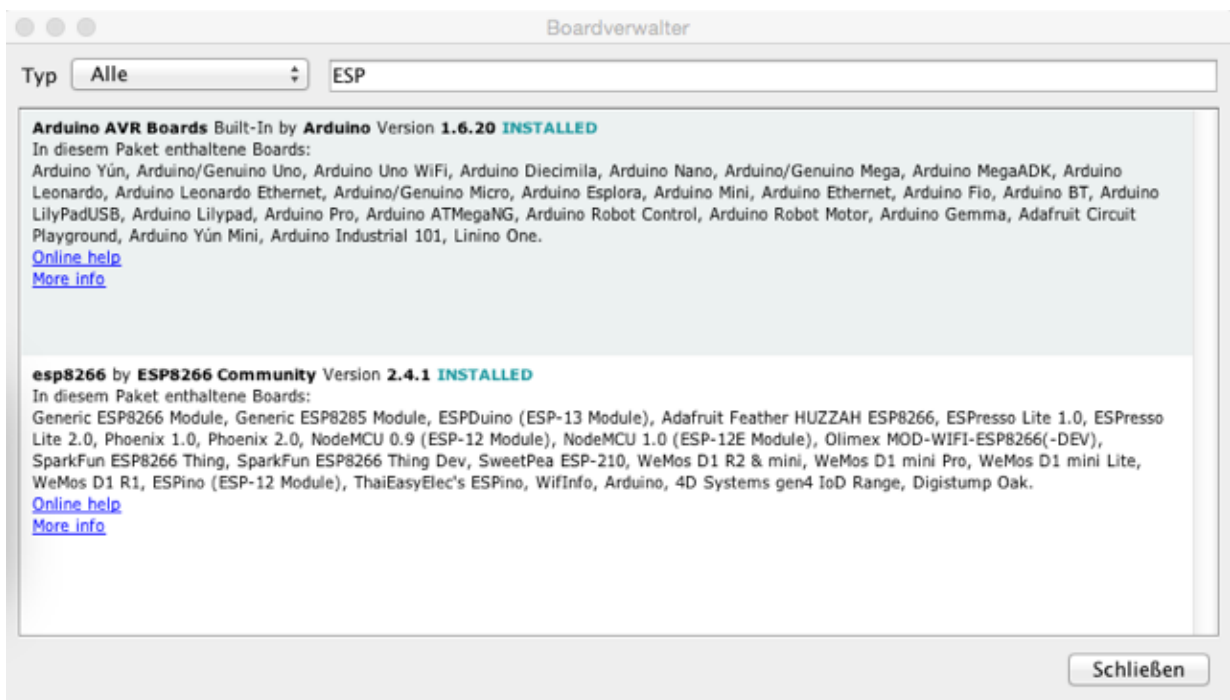 Boardverwalter
Typ Alle ESP
Arduino AVR Boards Built-In by Arduino Version 1.6.20 INSTALLED
In diesem Paket enthaltene Boards:
Arduino Yún, Arduino/Genuino Uno, Arduino Uno WiFi, Arduino Diecimila, Arduino Nano, Arduino/Genuino Mega, Arduino MegaADK, Arduino
Leonardo, Arduino Leonardo Ethernet, Arduino/Genuino Micro, Arduino Esplora, Arduino Mini, Arduino Ethernet, Arduino Fio, Arduino BT, Arduino
LilyPadUSB, Arduino Lilypad, Arduino Pro, Arduino ATMegaNG, Arduino Robot Control, Arduino Robot Motor, Arduino Gemma, Adafruit Circuit
Playground, Arduino Yún Mini, Arduino Industrial 101, Linino One.
Online help
More info
esp8266 by ESP8266 Community Version 2.4.1 INSTALLED
In diesem Paket enthaltene Boards:
Generic ESP8266 Module, Generic ESP8285 Module, ESPDuino (ESP-13 Module), Adafruit Feather HUZZAH ESP8266, ESPresso Lite 1.0, ESPresso
Lite 2.0, Phoenix 1.0, Phoenix 2.0, NodeMCU 0.9 (ESP-12 Module), NodeMCU 1.0 (ESP-12E Module), Olimex MOD-WIFI-ESP8266(-DEV),
SparkFun ESP8266 Thing, SparkFun ESP8266 Thing Dev, SweetPea ESP-210, WeMos D1 R2 & mini, WeMos D1 mini Pro, WeMos D1 mini Lite,
WeMos D1 R1, ESPino (ESP-12 Module), ThaiEasyElec's ESPino, WifInfo, Arduino, 4D Systems gen4 IoD Range, Digistump Oak.
Online help
More info
Schließen